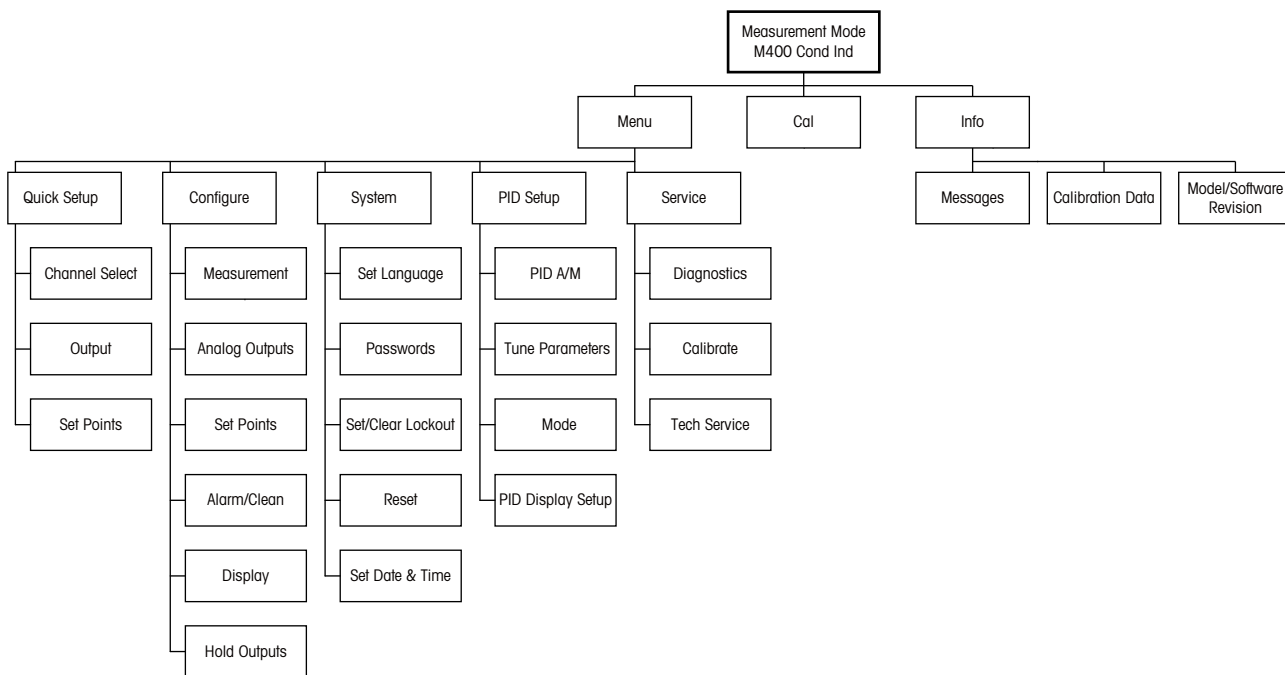 Measurement Mode
M400 Cond Ind
Menu
Cal
Info
Quick Setup
Configure
System
PID Setup
Service
Messages
Calibration Data
Model/Software
Revision
Channel Select
Measurement
Set Language
PID A/M
Diagnostics
Output
Analog Outputs
Passwords
Tune Parameters
Calibrate
Set Points
Set Points
Set/Clear Lockout
Mode
Tech Service
Alarm/Clean
Reset
PID Display Setup
Display
Set Date & Time
Hold Outputs